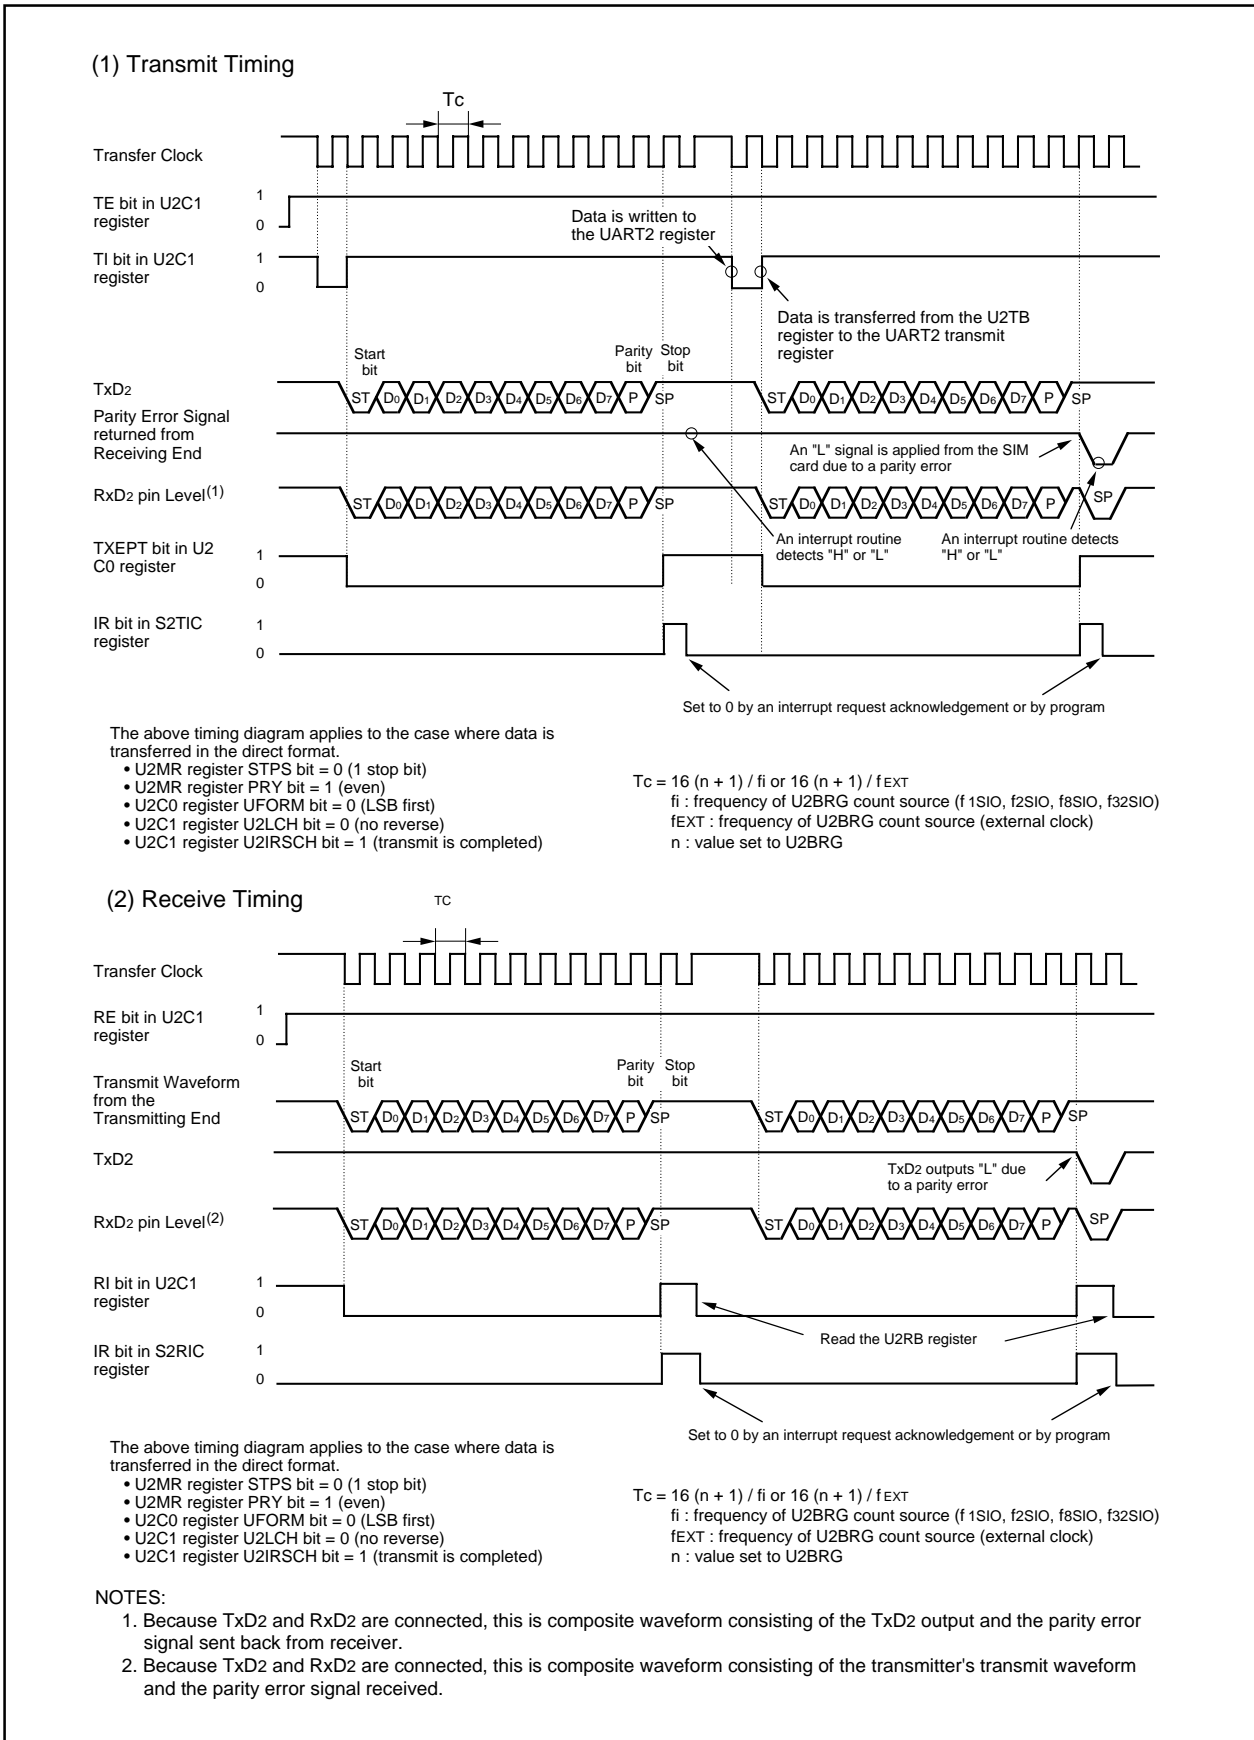 (1) Transmit Timing
Tc
Transfer Clock
TE bit in U2C1
register
1
0
Data is written to
the UART2 register
TI bit in U2C1
register
1
0
Data is transferred from the U2TB
register to the UART2 transmit
register
Start
bit
Parity
bit
Stop
bit
TxD2
ST D0 D1 D2 D3 D4 D5 D6 D7 P SP
ST D0 D1 D2 D3 D4 D5 D6 D7 P SP
Parity Error Signal
returned from
Receiving End
An "L" signal is applied from the SIM
card due to a parity error
RxD2 pin Level(1)
ST D0 D1 D2 D3 D4 D5 D6 D7 P SP
ST D0 D1 D2 D3 D4 D5 D6 D7 P SP
An interrupt routine
detects "H" or "L"
An interrupt routine detects
"H" or "L"
TXEPT bit in U2
C0 register
1
0
IR bit in S2TIC
register
1
0
Set to 0 by an interrupt request acknowledgement or by program
The above timing diagram applies to the case where data is
transferred in the direct format.
• U2MR register STPS bit = 0 (1 stop bit)
• U2MR register PRY bit = 1 (even)
• U2C0 register UFORM bit = 0 (LSB first)
• U2C1 register U2LCH bit = 0 (no reverse)
• U2C1 register U2IRSCH bit = 1 (transmit is completed)
Tc = 16 (n + 1) / fi or 16 (n + 1) / fEXT
fi : frequency of U2BRG count source (f1SIO, f2SIO, f8SIO, f32SIO)
fEXT : frequency of U2BRG count source (external clock)
n : value set to U2BRG
(2) Receive Timing
TC
Transfer Clock
RE bit in U2C1
register
1
0
Start
bit
Parity
bit
Stop
bit
Transmit Waveform
from the
Transmitting End
ST D0 D1 D2 D3 D4 D5 D6 D7 P SP
ST D0 D1 D2 D3 D4 D5 D6 D7 P SP
TxD2
TxD2 outputs "L" due
to a parity error
RxD2 pin Level(2)
ST D0 D1 D2 D3 D4 D5 D6 D7 P SP
ST D0 D1 D2 D3 D4 D5 D6 D7 P SP
RI bit in U2C1
register
1
0
Read the U2RB register
IR bit in S2RIC
register
1
0
Set to 0 by an interrupt request acknowledgement or by program
The above timing diagram applies to the case where data is
transferred in the direct format.
• U2MR register STPS bit = 0 (1 stop bit)
• U2MR register PRY bit = 1 (even)
• U2C0 register UFORM bit = 0 (LSB first)
• U2C1 register U2LCH bit = 0 (no reverse)
• U2C1 register U2IRSCH bit = 1 (transmit is completed)
Tc = 16 (n + 1) / fi or 16 (n + 1) / fEXT
fi : frequency of U2BRG count source (f1SIO, f2SIO, f8SIO, f32SIO)
fEXT : frequency of U2BRG count source (external clock)
n : value set to U2BRG
NOTES:
1. Because TxD2 and RxD2 are connected, this is composite waveform consisting of the TxD2 output and the parity error
signal sent back from receiver.
2. Because TxD2 and RxD2 are connected, this is composite waveform consisting of the transmitter's transmit waveform
and the parity error signal received.